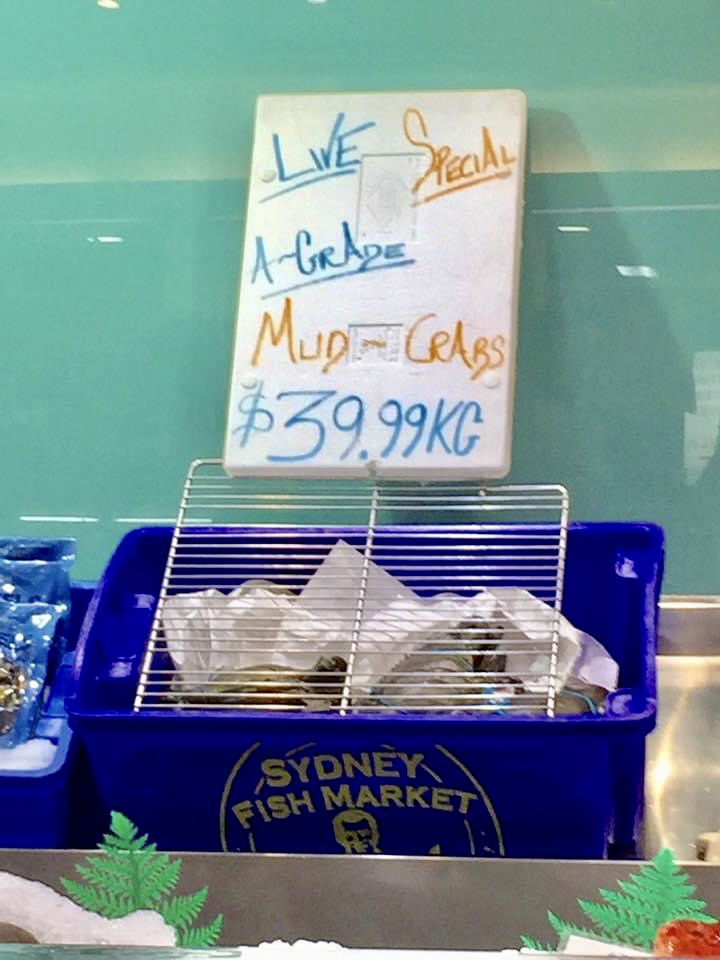 LIVE SPECIAL
A-GRADE
MUD CRABS
$39.99KG
SYDNEY
FISH MARKET